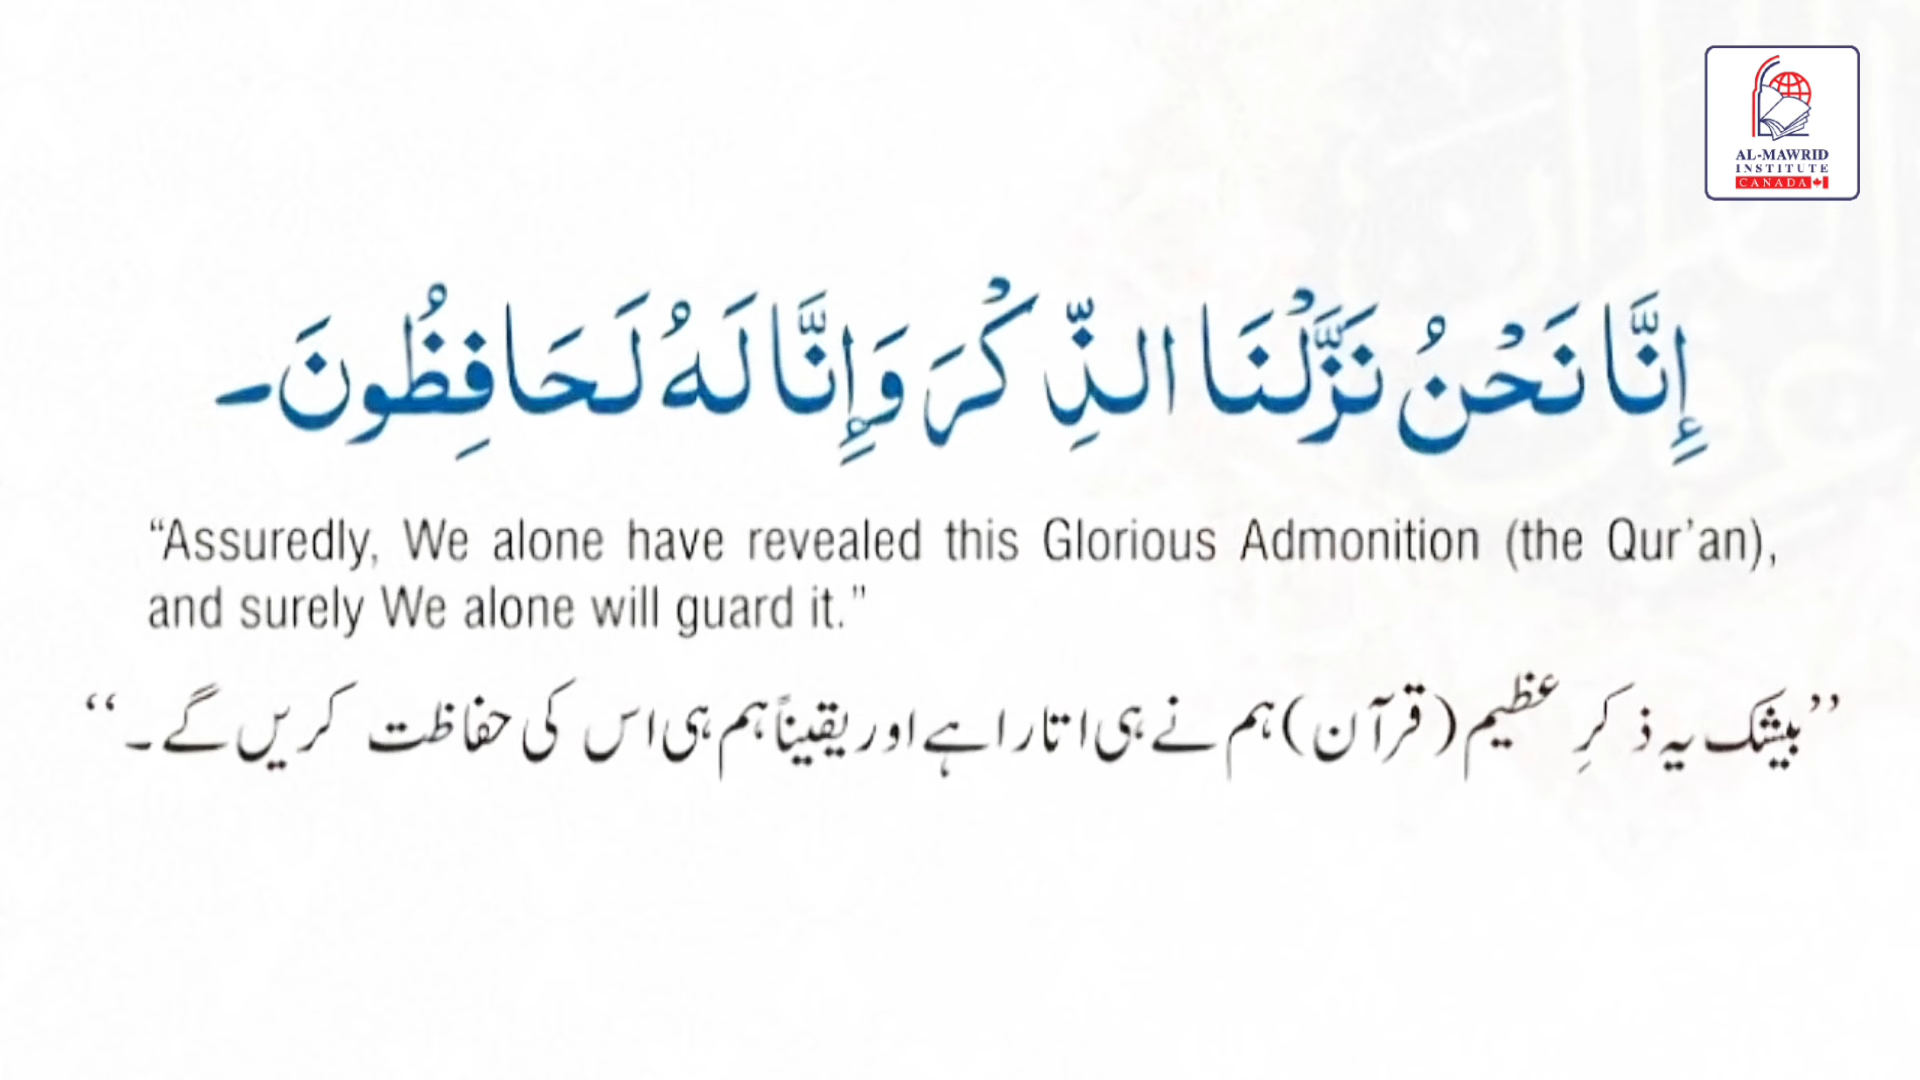 AL-MAWRID
INSTITUTE
CANADA
إِنَّا نَحْنُ نَزَّلْنَا الذِّكْرَ وَإِنَّا لَهُ لَحَافِظُونَ۔
“Assuredly, We alone have revealed this Glorious Admonition (the Qur’an),
and surely We alone will guard it.”
’’بیشک یہ ذکرِ عظیم (قرآن) ہم نے ہی اتارا ہے اور یقیناً ہم ہی اس کی حفاظت کریں گے۔‘‘